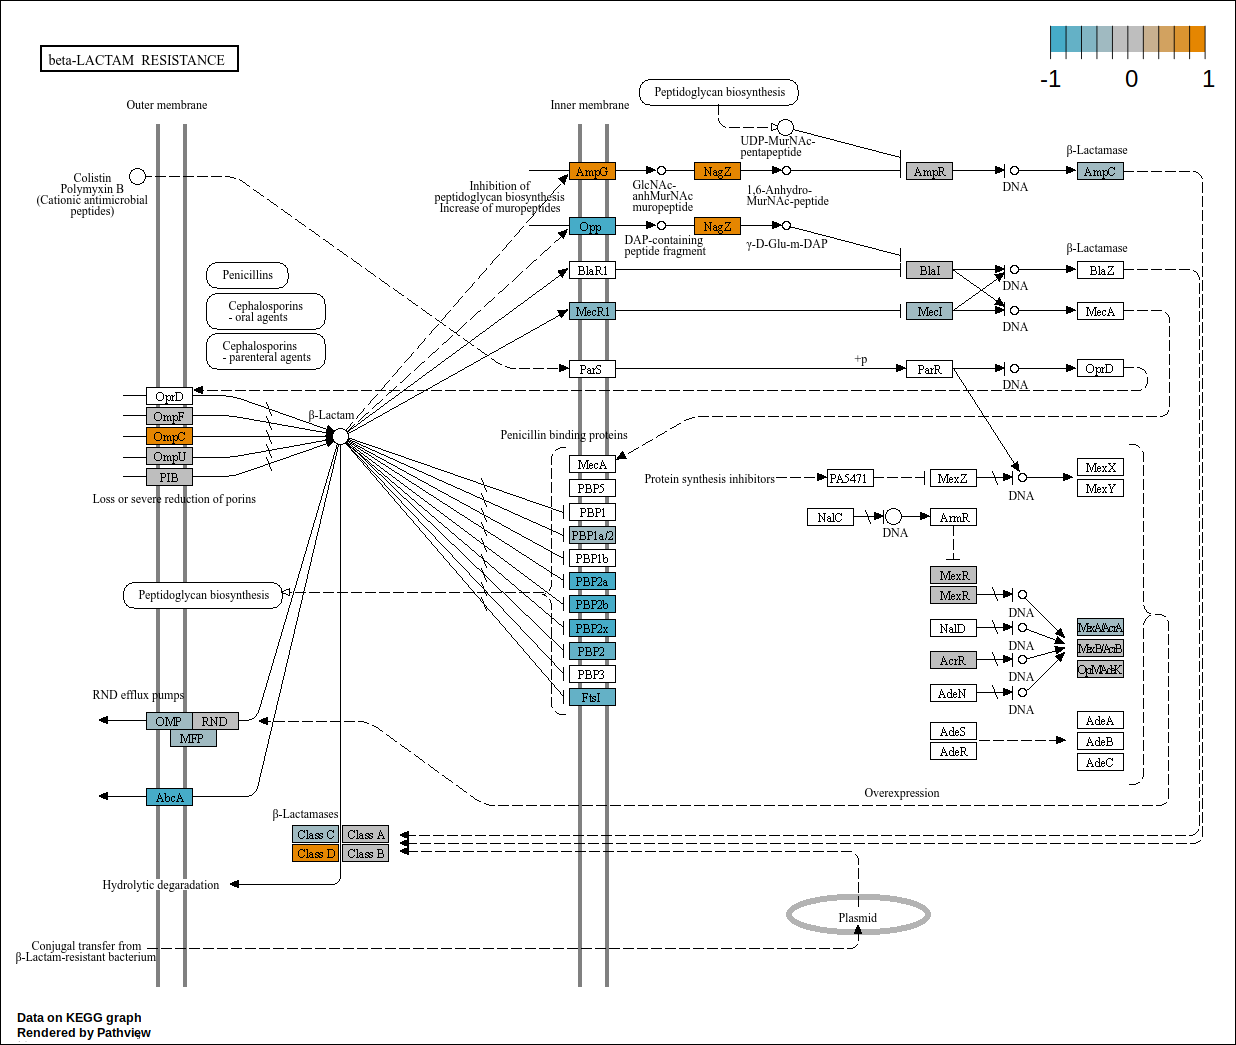 beta-LACTAM RESISTANCE
-1
0
1
Outer membrane
Inner membrane
Peptidoglycan biosynthesis
UDP-MurNAc-
pentapeptide
β-Lactamase
Colistin
Polymyxin B
(Cationic antimicrobial
peptides)
Inhibition of
peptidoglycan biosynthesis
Increase of muropeptides
AmpG
GlcNAc-
anhMurNAc
muropeptide
NagZ
1,6-Anhydro-
MurNAc-peptide
AmpR
DNA
AmpC
Opp
DAP-containing
peptide fragment
NagZ
γ-D-Glu-m-DAP
β-Lactamase
Penicillins
BlaR1
BlaI
DNA
BlaZ
Cephalosporins
- oral agents
MecR1
MecI
DNA
MecA
Cephalosporins
- parenteral agents
ParS
+p
ParR
DNA
OprD
OprD
OmpF
OmpC
OmpU
PIB
β-Lactam
Loss or severe reduction of porins
Penicillin binding proteins
MecA
PBP5
PBP1
PBP1a/2
PBP1b
PBP2a
PBP2b
PBP2x
PBP2
PBP3
FtsI
Protein synthesis inhibitors
PA5471
MexZ
DNA
MexX
MexY
NalC
DNA
ArmR
MexR
MexR
DNA
NalD
DNA
AcrR
DNA
AdeN
DNA
MexA/AcrA
MexB/AcrB
OprM/AdeK
AdeS
AdeR
AdeA
AdeB
AdeC
Peptidoglycan biosynthesis
RND efflux pumps
OMP
RND
MFP
AbcA
Overexpression
β-Lactamases
Class C
Class A
Class D
Class B
Hydrolytic degaradation
Plasmid
Conjugal transfer from
β-Lactam-resistant bacterium
Data on KEGG graph
Rendered by Pathview